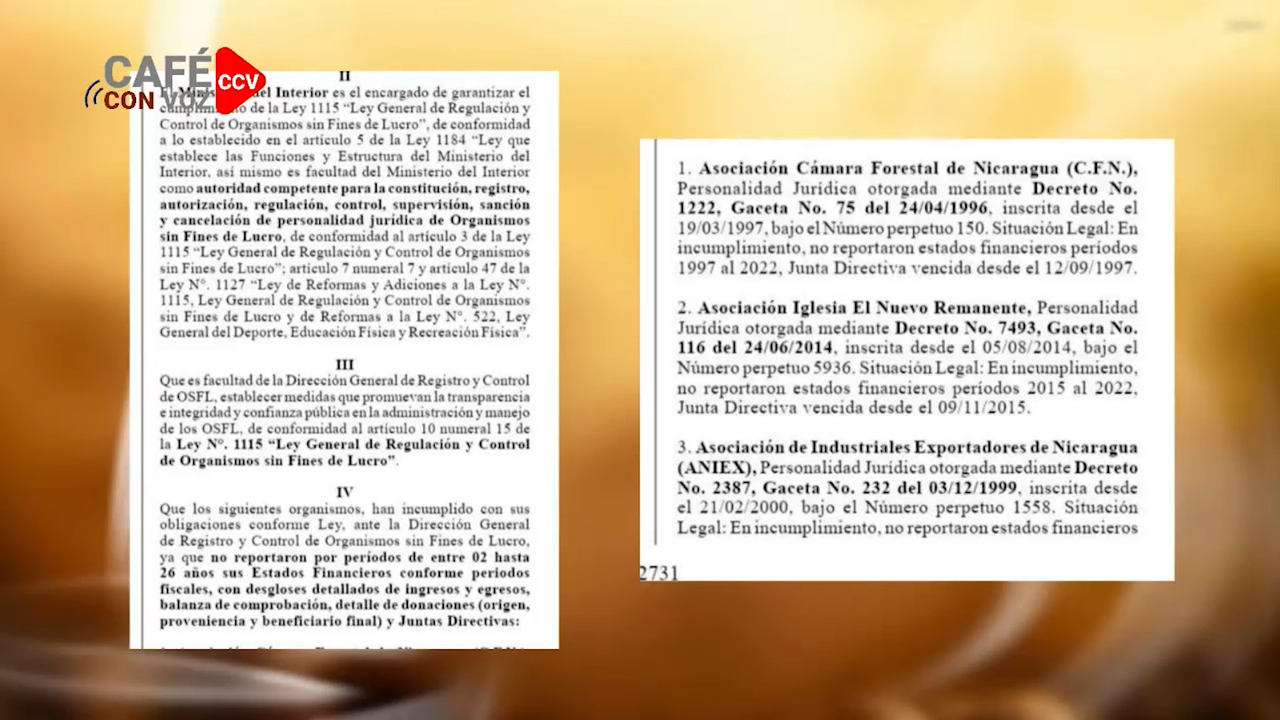 CAFÉ
CON VOZ
CCV
II
del Interior es el encargado de garantizar el
de la Ley 1115 “Ley General de Regulación y
Control de Organismos sin Fines de Lucro”, de conformidad
a lo establecido en el artículo 5 de la Ley 1184 “Ley que
establece las Funciones y Estructura del Ministerio del
Interior, así mismo es facultad del Ministerio del Interior
como autoridad competente para la constitución, registro,
autorización, regulación, control, supervisión, sanción
y cancelación de personalidad jurídica de Organismos
sin Fines de Lucro, de conformidad al artículo 3 de la Ley
1115 “Ley General de Regulación y Control de Organismos
sin Fines de Lucro”; artículo 7 numeral 7 y artículo 47 de la
Ley N°. 1127 “Ley de Reformas y Adiciones a la Ley N°.
1115, Ley General de Regulación y Control de Organismos
sin Fines de Lucro y de Reformas a la Ley N°. 522, Ley
General del Deporte, Educación Física y Recreación Física”.
III
Que es facultad de la Dirección General de Registro y Control
de OSFL, establecer medidas que promuevan la transparencia
e integridad y confianza pública en la administración y manejo
de los OSFL, de conformidad al artículo 10 numeral 15 de
la Ley N°. 1115 “Ley General de Regulación y Control
de Organismos sin Fines de Lucro”.
IV
Que los siguientes organismos, han incumplido con sus
obligaciones conforme Ley, ante la Dirección General
de Registro y Control de Organismos sin Fines de Lucro,
ya que no reportaron por períodos de entre 02 hasta
26 años sus Estados Financieros conforme periodos
fiscales, con desgloses detallados de ingresos y egresos,
balanza de comprobación, detalle de donaciones (origen,
proveniencia y beneficiario final) y Juntas Directivas:
1. Asociación Cámara Forestal de Nicaragua (C.F.N.),
Personalidad Jurídica otorgada mediante Decreto No.
1222, Gaceta No. 75 del 24/04/1996, inscrita desde el
19/03/1997, bajo el Número perpetuo 150. Situación Legal: En
incumplimiento, no reportaron estados financieros períodos
1997 al 2022, Junta Directiva vencida desde el 12/09/1997.
2. Asociación Iglesia El Nuevo Remanente, Personalidad
Jurídica otorgada mediante Decreto No. 7493, Gaceta No.
116 del 24/06/2014, inscrita desde el 05/08/2014, bajo el
Número perpetuo 5936. Situación Legal: En incumplimiento,
no reportaron estados financieros períodos 2015 al 2022,
Junta Directiva vencida desde el 09/11/2015.
3. Asociación de Industriales Exportadores de Nicaragua
(ANIEX), Personalidad Jurídica otorgada mediante Decreto
No. 2387, Gaceta No. 232 del 03/12/1999, inscrita desde
el 21/02/2000, bajo el Número perpetuo 1558. Situación
Legal: En incumplimiento, no reportaron estados financieros
2731